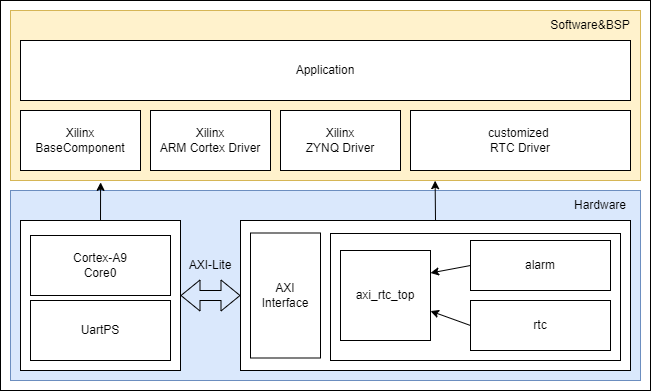 Software&BSP
Application
Xilinx
BaseComponent
Xilinx
ARM Cortex Driver
Xilinx
ZYNQ Driver
customized
RTC Driver
Hardware
Cortex-A9
Core0
UartPS
AXI-Lite
AXI
Interface
axi_rtc_top
alarm
rtc